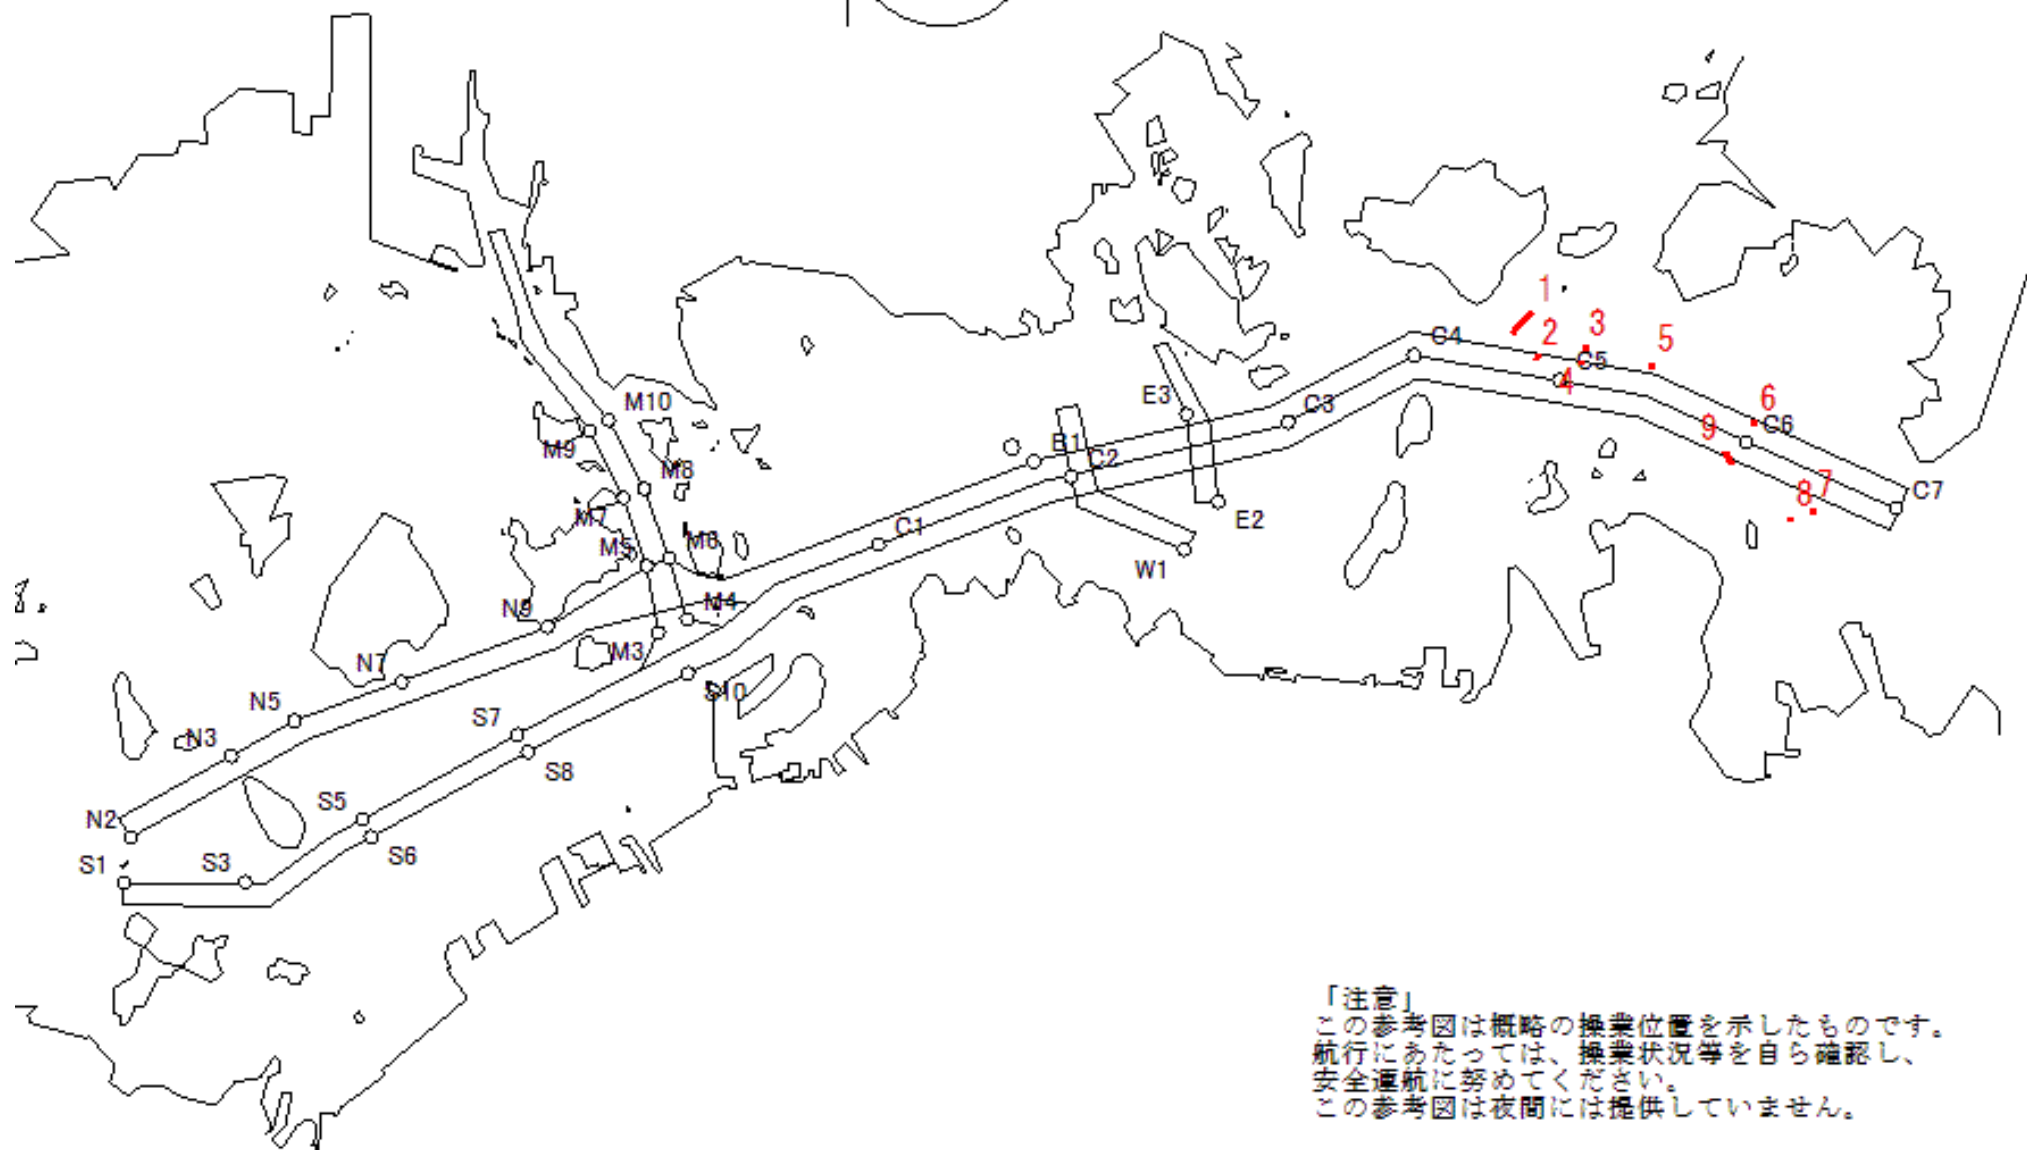 1
2
3
5
C4
C5
4
6
C6
9
7
8
C7
E3
C3
B1
C2
E2
W1
C1
M10
M9
M8
M7
M5
M6
M4
M3
N9
N7
N5
N3
N2
S1
S3
S5
S6
S7
S8
S10
「注意」
この参考図は概略の操業位置を示したものです。
航行にあたっては、操業状況等を自ら確認し、
安全運航に努めてください。
この参考図は夜間には提供していません。